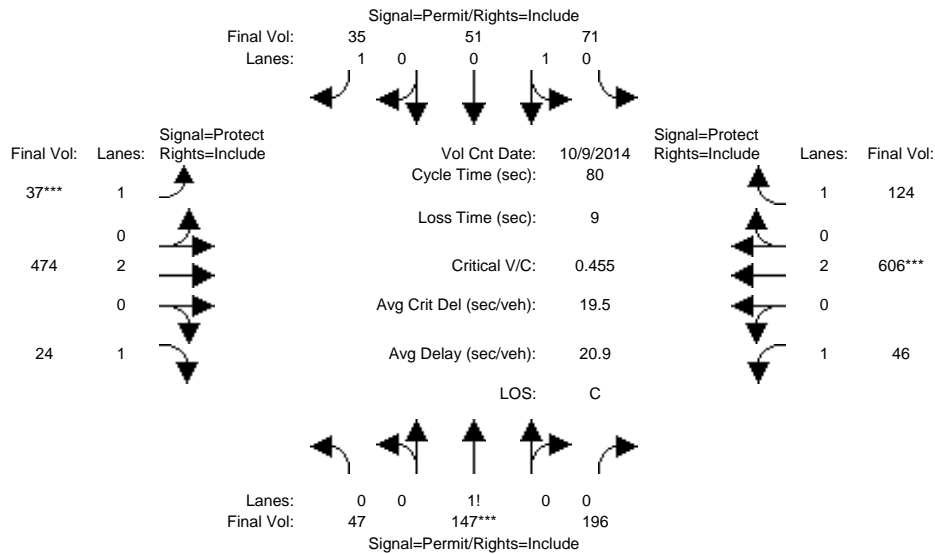 Signal=Permit/Rights=Include
Final Vol: 35 51 71
Lanes: 1 0 0 1 0
Signal=Protect Signal=Protect
Final Vol: Lanes: Rights=Include Vol Cnt Date: 10/9/2014 Rights=Include Lanes: Final Vol:
Cycle Time (sec): 80
37*** 1 1 124
Loss Time (sec): 9
0 0
474 2 Critical V/C: 0.455 2 606***
0 Avg Crit Del (sec/veh): 19.5 0
24 1 Avg Delay (sec/veh): 20.9 1 46
LOS: C
Lanes: 0 0 1! 0 0
Final Vol: 47 147*** 196
Signal=Permit/Rights=Include